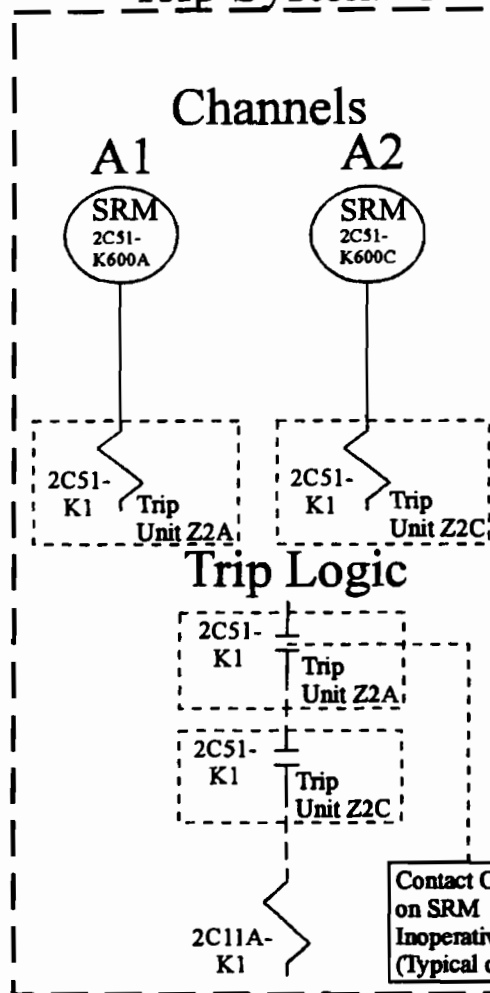 Channels
A1
A2
SRM
2C51-
K600A
SRM
2C51-
K600C
2C51-
K1
Trip
Unit Z2A
2C51-
K1
Trip
Unit Z2C
Trip Logic
2C51-
K1
Trip
Unit Z2A
2C51-
K1
Trip
Unit Z2C
2C11A-
K1
Contact
on SRM
(Typical